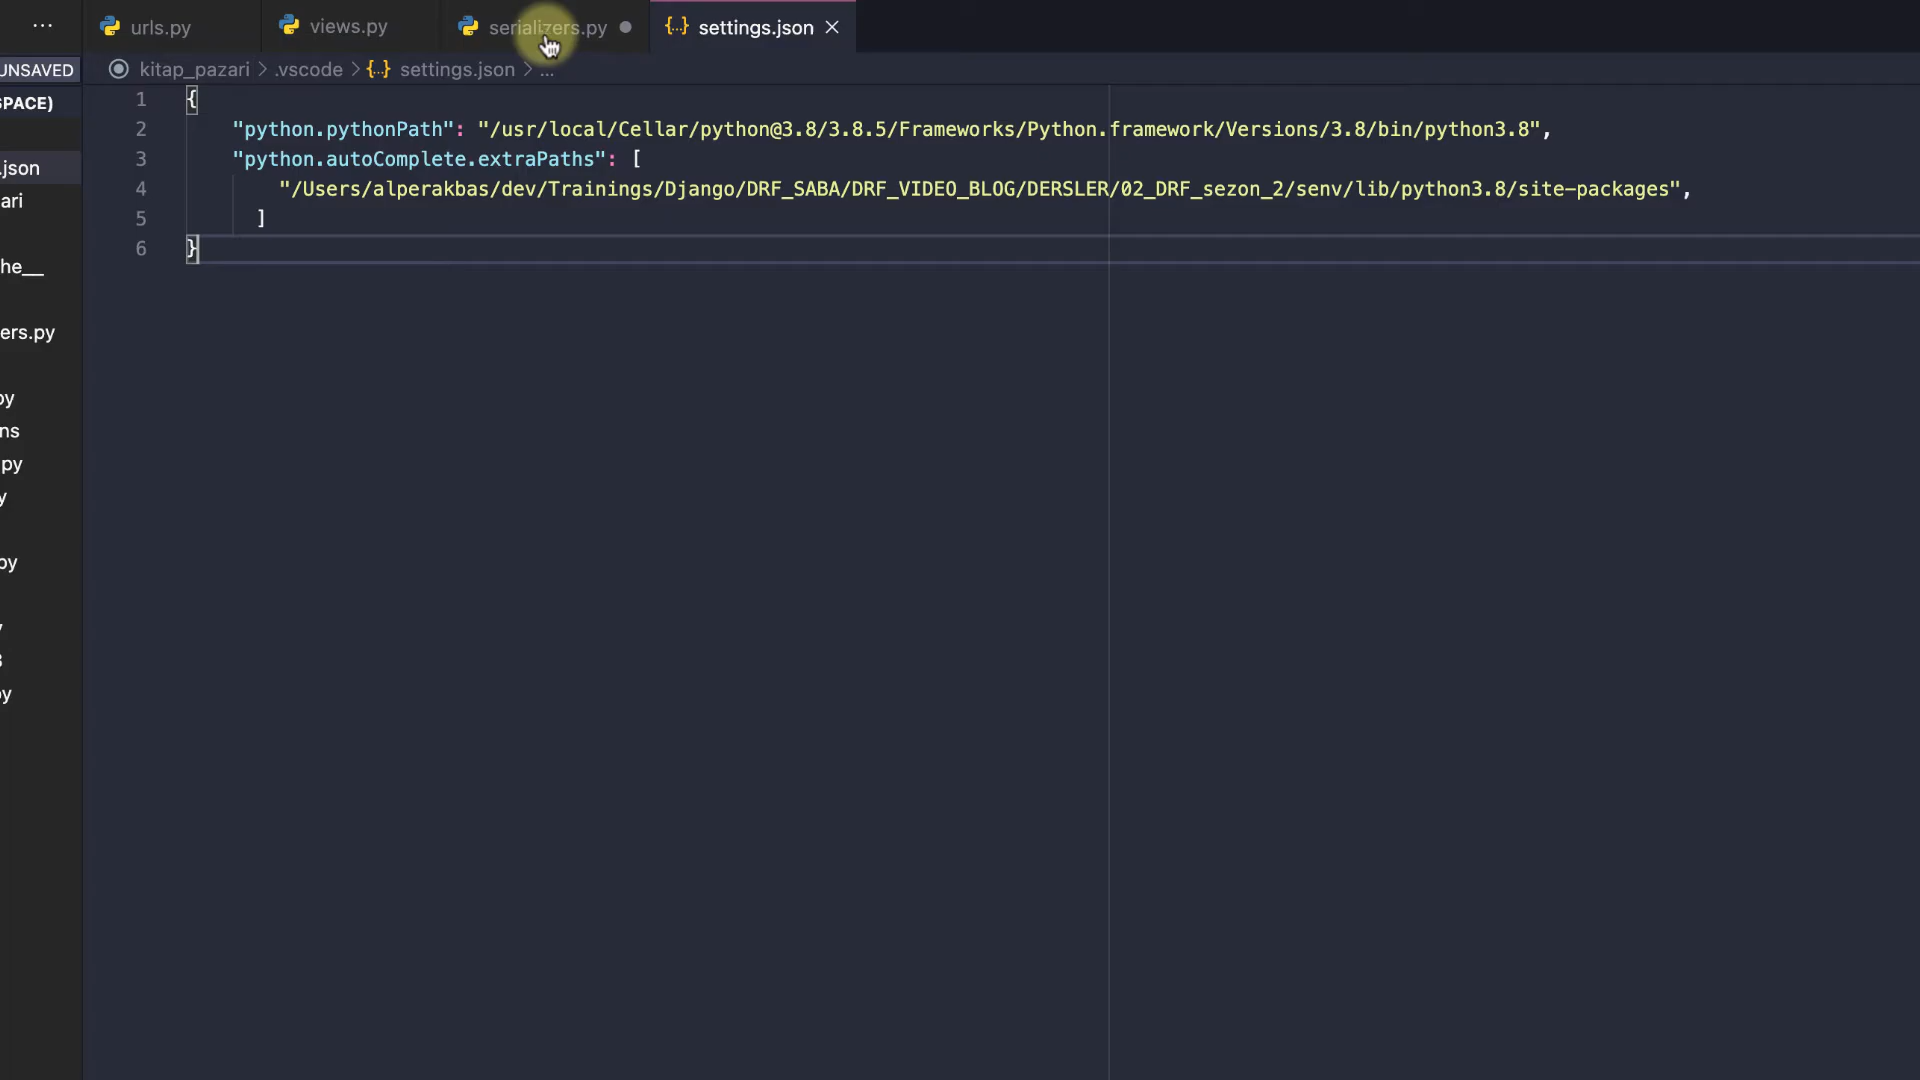 ... urls.py views.py serializers.py settings.json
UNSAVED kitap_pazari > .vscode > {..} settings.json > ...
SPACE)
1 {
2 "python.pythonPath": "/usr/local/Cellar/python@3.8/3.8.5/Frameworks/Python.framework/Versions/3.8/bin/python3.8",
3 "python.autoComplete.extraPaths": [
4 "/Users/alperakbas/dev/Trainings/Django/DRF_SABA/DRF_VIDEO_BLOG/DERSLER/02_DRF_sezon_2/senv/lib/python3.8/site-packages",
5 ]
6 }
.json
ari
he__
ers.py
py
ns
.py
y
py
y
3
py